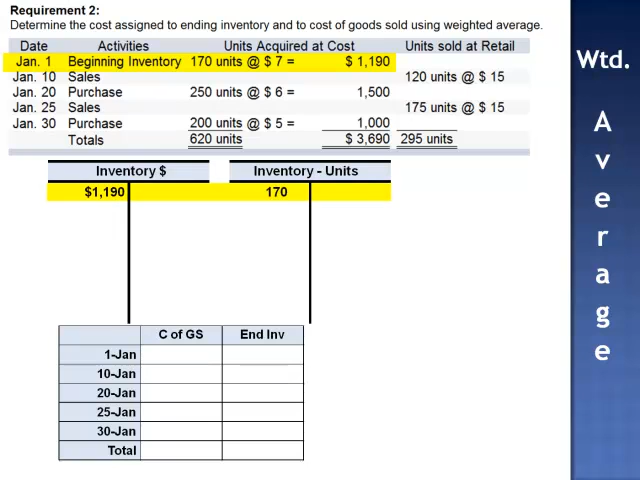 Requirement 2:
Determine the cost assigned to ending inventory and to cost of goods sold using weighted average.
Date Activities Units Acquired at Cost Units sold at Retail
Jan. 1 Beginning Inventory 170 units @ $ 7 = $ 1,190
Jan. 10 Sales 120 units @ $ 15
Jan. 20 Purchase 250 units @ $ 6 = 1,500
Jan. 25 Sales 175 units @ $ 15
Jan. 30 Purchase 200 units @ $ 5 = 1,000
Totals 620 units $ 3,690 295 units
Inventory $ Inventory - Units
$1,190 170
C of GS End Inv
1-Jan
10-Jan
20-Jan
25-Jan
30-Jan
Total
Wtd.
A
v
e
r
a
g
e